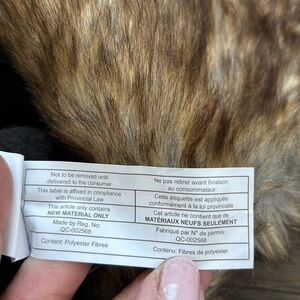 Not to be removed until
delivered to the consumer
Ne pas retirer avant livraison
au consommateur
This label is affixed in compliance
with Provincial Law
Cette étiquette est appliquée
conformément à la loi provinciale
This article only contains
NEW MATERIAL ONLY
Cet article ne contient que de
MATÉRIAUX NEUFS SEULEMENT
Made by Reg. No:
QC-002568
Fabriqué par N° de permis:
QC-002568
Content: Polyester Fibres
Contenu: Fibres de polyester